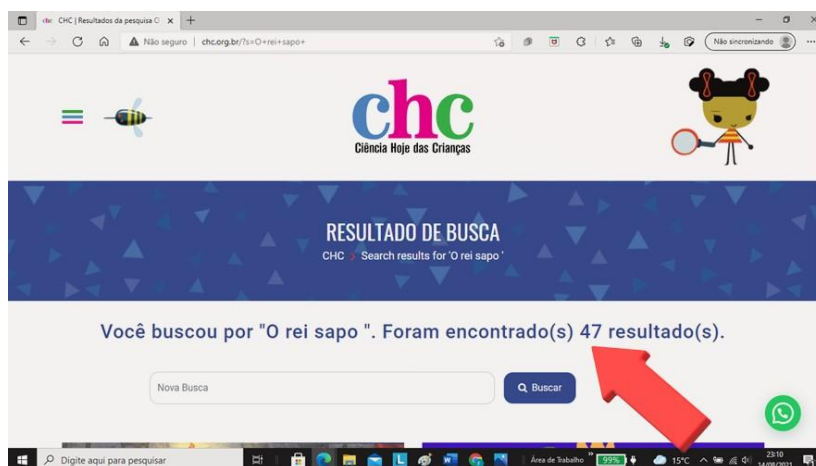 chc CHC | Resultados da pesquisa O
Não seguro | chc.org.br/?s=O+rei+sapo+
Não sincronizando
chc
Ciência Hoje das Crianças
RESULTADO DE BUSCA
CHC > Search results for 'O rei sapo '
Você buscou por "O rei sapo ". Foram encontrado(s) 47 resultado(s).
Nova Busca
Buscar
Digite aqui para pesquisar
Área de Trabalho
99%
15°C
23:10
14/08/2021